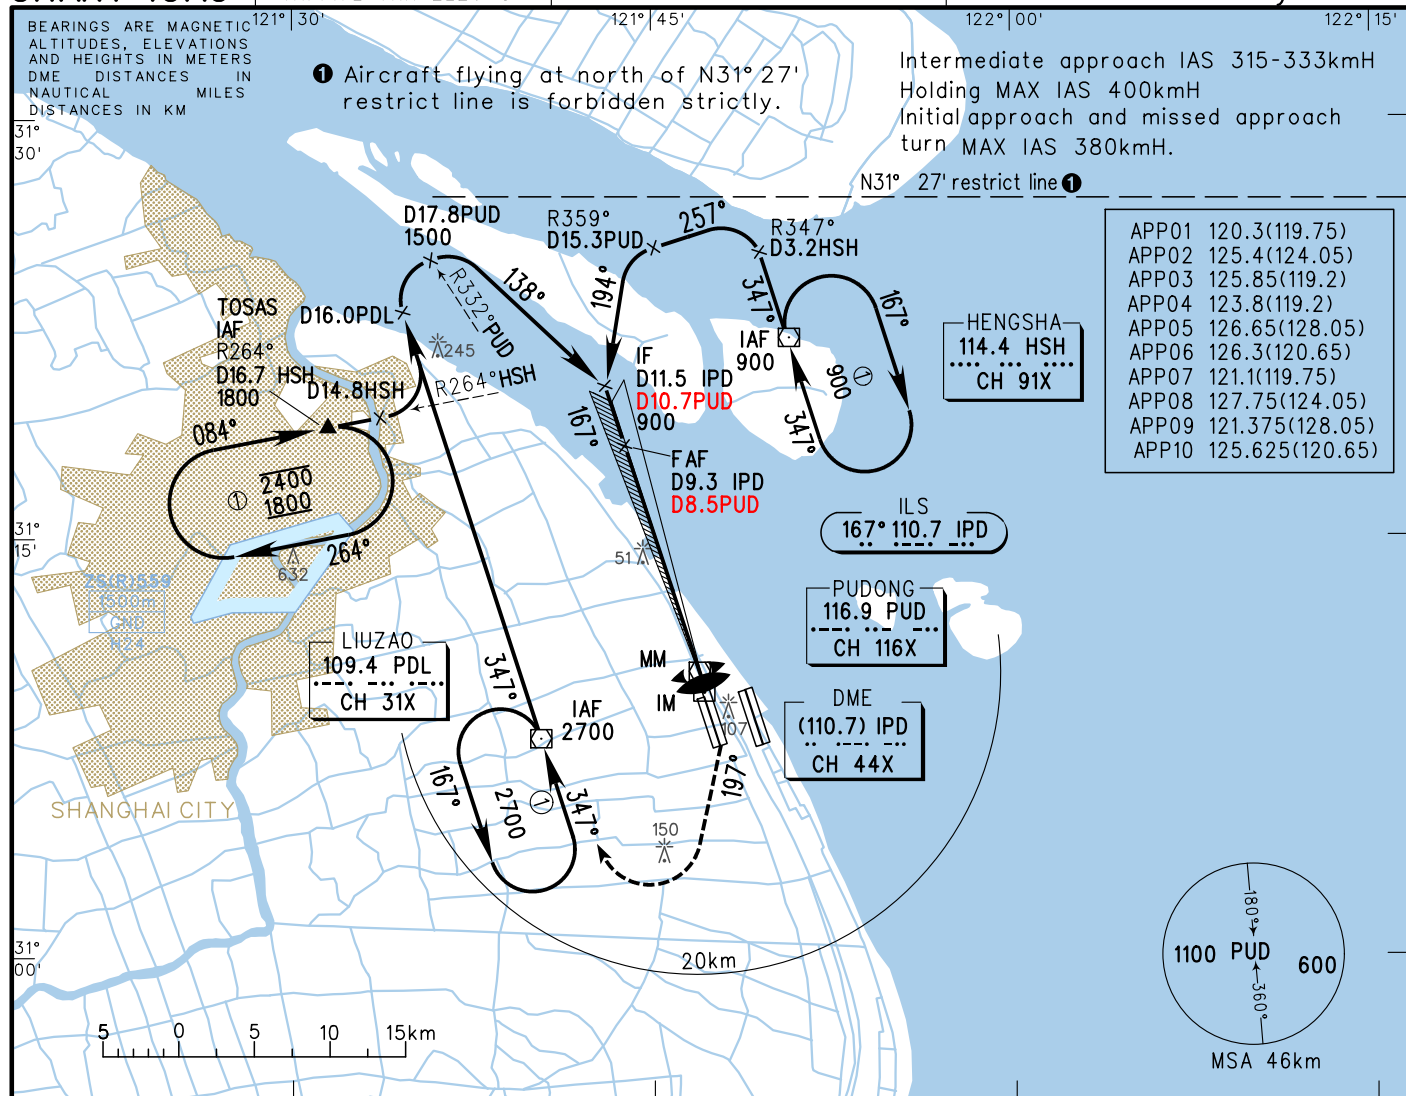 121°30'
121°45'
122°00'
122°15'
BEARINGS ARE MAGNETIC
ALTITUDES, ELEVATIONS
AND HEIGHTS IN METERS
DME DISTANCES IN
NAUTICAL MILES
DISTANCES IN KM
❶ Aircraft flying at north of N31°27'
restrict line is forbidden strictly.
Intermediate approach IAS 315-333kmH
Holding MAX IAS 400kmH
Initial approach and missed approach
turn MAX IAS 380kmH.
31°
30'
N31° 27' restrict line❶
APP01 120.3(119.75)
APP02 125.4(124.05)
APP03 125.85(119.2)
APP04 123.8(119.2)
APP05 126.65(128.05)
APP06 126.3(120.65)
APP07 121.1(119.75)
APP08 127.75(124.05)
APP09 121.375(128.05)
APP10 125.625(120.65)
D17.8PUD
1500
R359°
D15.3PUD
257°
R347°
D3.2HSH
138°
194°
347°
167°
R332°PUD
D16.0PDL
TOSAS
IAF
R264°
D16.7 HSH
1800
D14.8HSH
245
R264°HSH
IAF
900
900 ①
347°
HENGSHA
114.4 HSH
CH 91X
IF
D11.5 IPD
D10.7PUD
900
167°
FAF
D9.3 IPD
D8.5PUD
084°
① 2400
1800
264°
632
51
31°
15'
ILS
167° 110.7 IPD
ZS(R)559
1500m
GND
H24
PUDONG
116.9 PUD
CH 116X
LIUZAO
109.4 PDL
CH 31X
347°
MM
IM
107
DME
(110.7) IPD
CH 44X
IAF
2700
167°
2700 ①
347°
197°
150
SHANGHAI CITY
20km
31°
00'
5 0 5 10 15km
180°
1100 PUD 600
360°
MSA 46km